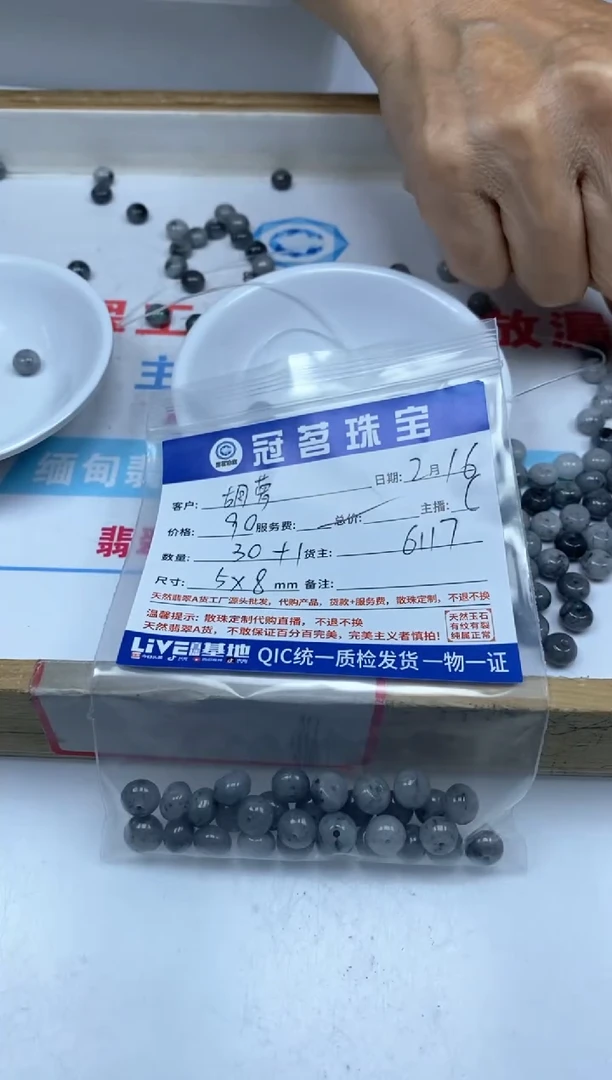 主
缅甸翡
翡
冠茗珠宝
客户: 胡萝 日期: 2月16
价格: 90 服务费: 总价: 主播:
数量: 30+1 货主: 6117
尺寸: 5x8 mm 备注:
天然翡翠A货工厂源头批发，代购产品，货款+服务费，散珠定制，不退不换
温馨提示: 散珠定制代购直播，不退不换
天然翡翠A货，不敢保证百分百完美，完美主义者慎拍!
天然玉石
有纹有裂
纯属正常
LiVE 基地 QIC统一质检发货 一物一证